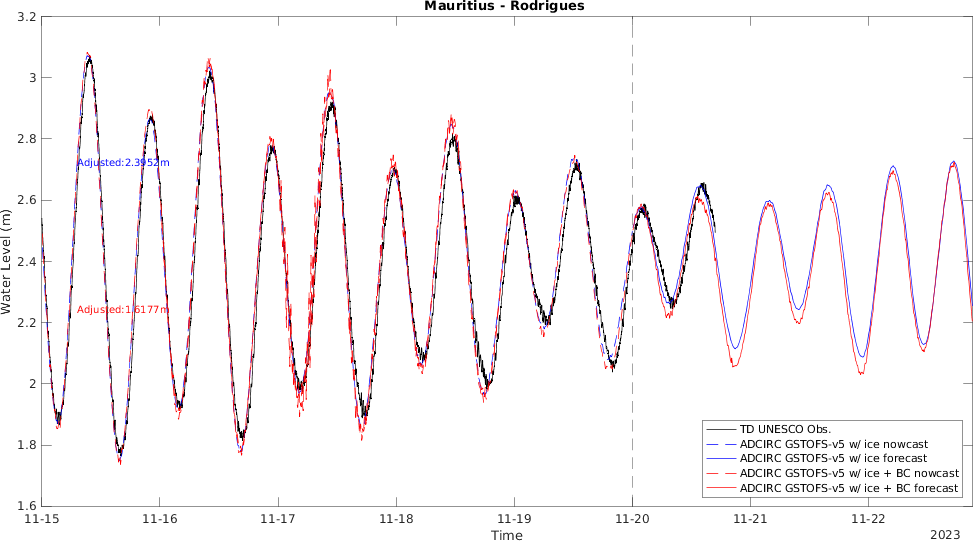 Mauritius - Rodrigues
3.2
3
2.8
2.6
2.4
2.2
2
1.8
1.6
Water Level (m)
Adjusted:2.3952m
Adjusted:1.6177m
TD UNESCO Obs.
ADCIRC GSTOFS-v5 w/ ice nowcast
ADCIRC GSTOFS-v5 w/ ice forecast
ADCIRC GSTOFS-v5 w/ ice + BC nowcast
ADCIRC GSTOFS-v5 w/ ice + BC forecast
11-15 11-16 11-17 11-18 11-19 11-20 11-21 11-22
Time
2023